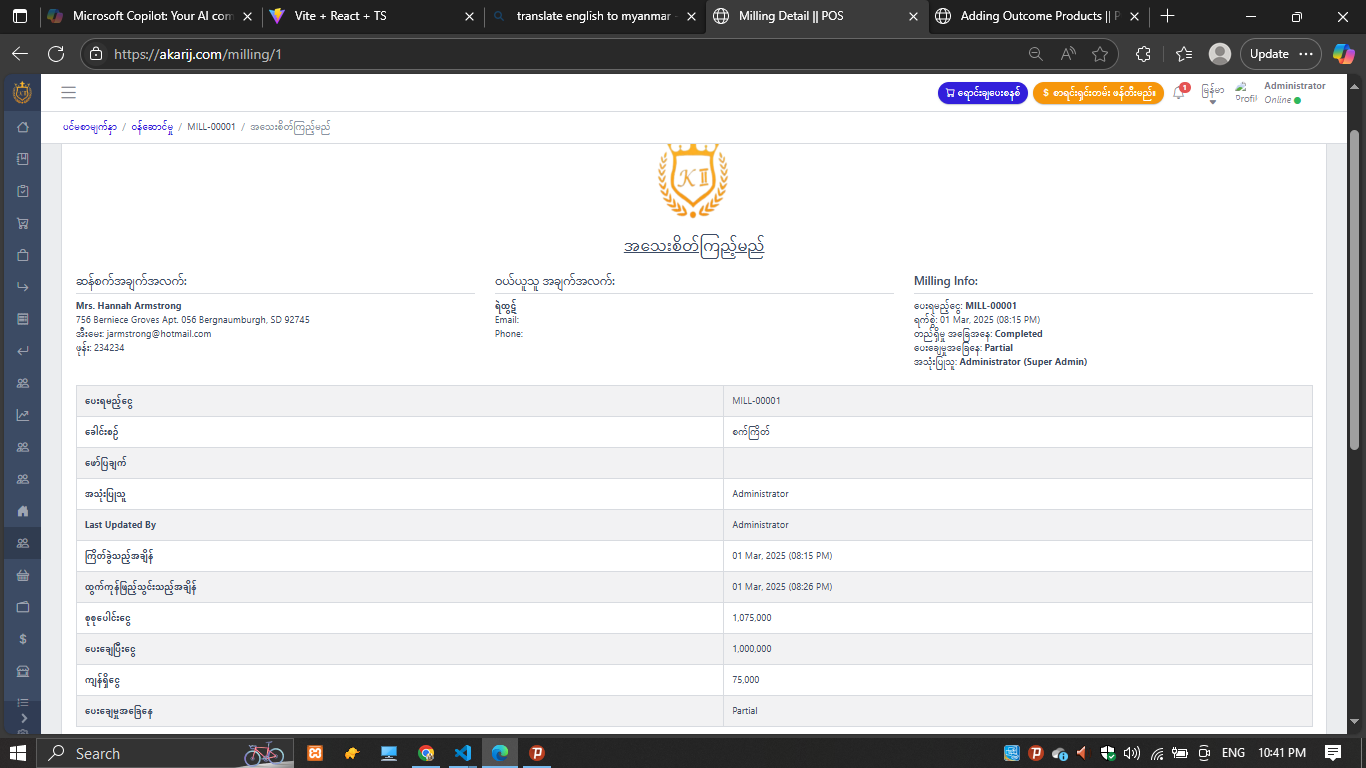 Microsoft Copilot: Your AI com
Vite + React + TS
translate english to myanmar
Milling Detail || POS
Adding Outcome Products || P
https://akarij.com/milling/1
Update
ရောင်းချပေးစနစ်
$ စာရင်းရှင်းတမ်း ဖန်တီးမည်။
1
မြန်မာ
Profil
Administrator
Online
ပင်မစာမျက်နှာ / ဝန်ဆောင်မှု / MILL-00001 / အသေးစိတ်ကြည့်မည်
K II
အသေးစိတ်ကြည့်မည်
ဆန်စက်အချက်အလက်:
Mrs. Hannah Armstrong
756 Berniece Groves Apt. 056 Bergnaumburgh, SD 92745
အီးမေး: jarmstrong@hotmail.com
ဖုန်း: 234234
ဝယ်ယူသူ အချက်အလက်:
ရဲထွဋ်
Email:
Phone:
Milling Info:
ပေးရမည့်ငွေ: MILL-00001
ရက်စွဲ: 01 Mar, 2025 (08:15 PM)
တည်ရှိမှု အခြေအနေ: Completed
ပေးချေမှုအခြေနေ: Partial
အသုံးပြုသူ: Administrator (Super Admin)
ပေးရမည့်ငွေ MILL-00001
ခေါင်းစဉ် စက်ကြိတ်
ဖော်ပြချက်
အသုံးပြုသူ Administrator
Last Updated By Administrator
ကြိတ်ခွဲသည့်အချိန် 01 Mar, 2025 (08:15 PM)
ထွက်ကုန်ဖြည့်သွင်းသည့်အချိန် 01 Mar, 2025 (08:26 PM)
စုစုပေါင်းငွေ 1,075,000
ပေးချေပြီးငွေ 1,000,000
ကျန်ရှိငွေ 75,000
ပေးချေမှုအခြေနေ Partial
Search
ENG
10:41 PM